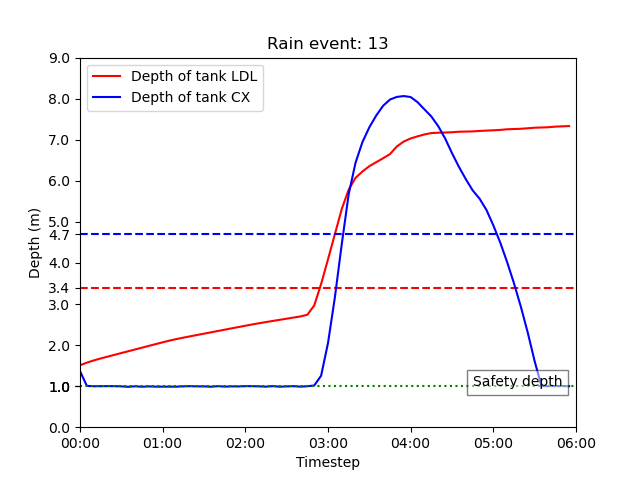 Rain event: 13
Depth of tank LDL
Depth of tank CX
Depth (m)
9.0
8.0
7.0
6.0
5.0
4.7
4.0
3.4
3.0
2.0
1.0
0.0
Safety depth
00:00 01:00 02:00 03:00 04:00 05:00 06:00
Timestep